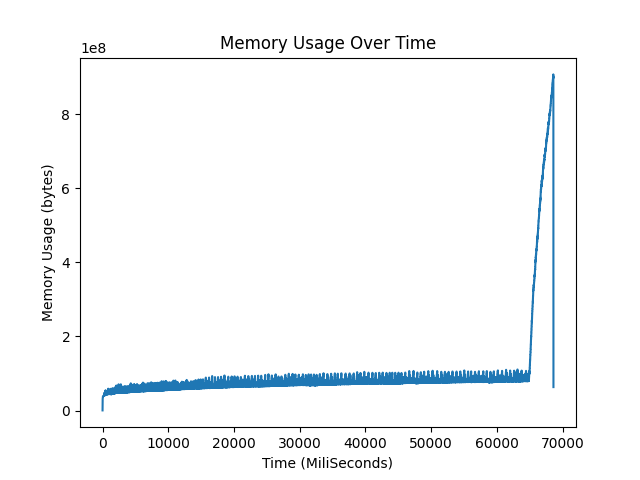 Memory Usage Over Time
1e8
8
6
4
2
0
Memory Usage (bytes)
0 10000 20000 30000 40000 50000 60000 70000
Time (MiliSeconds)